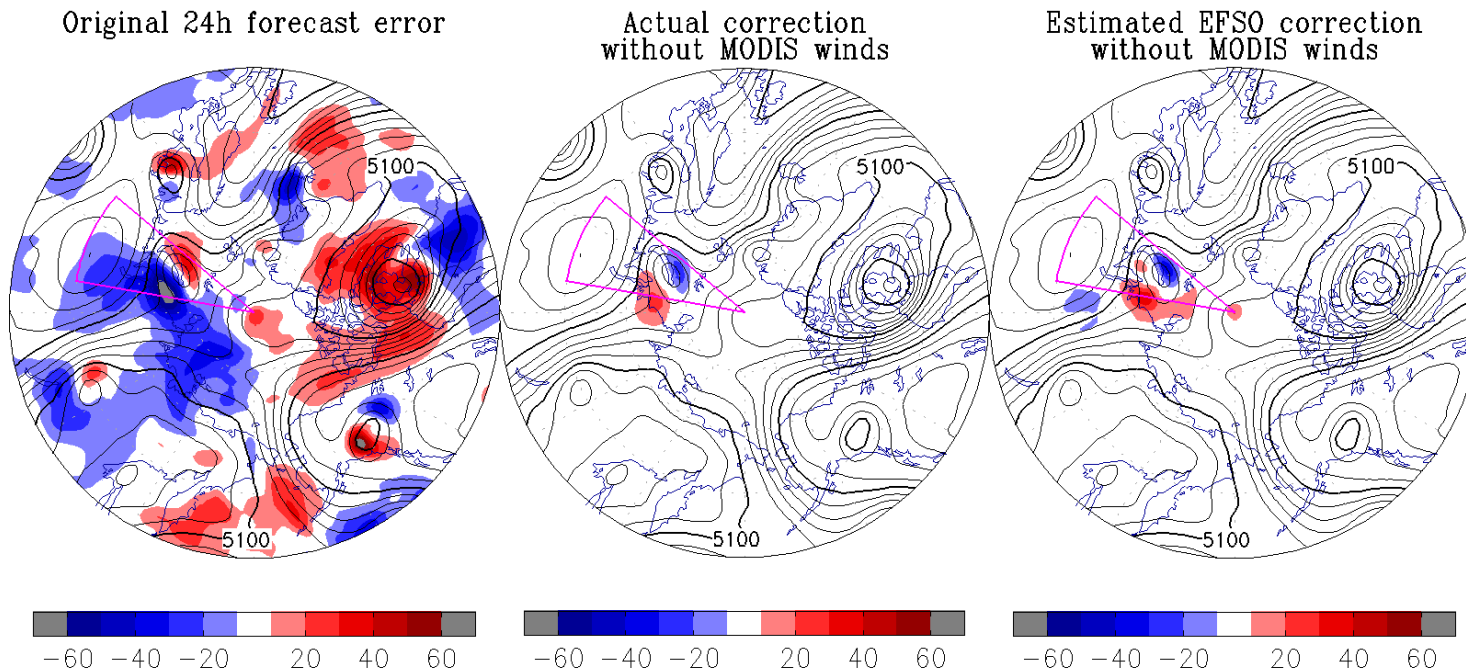 Original 24h forecast error
Actual correction
without MODIS winds
Estimated EFSO correction
without MODIS winds
5100
5100
5100
5100
5100
5100
−60 −40 −20 20 40 60
−60 −40 −20 20 40 60
−60 −40 −20 20 40 60